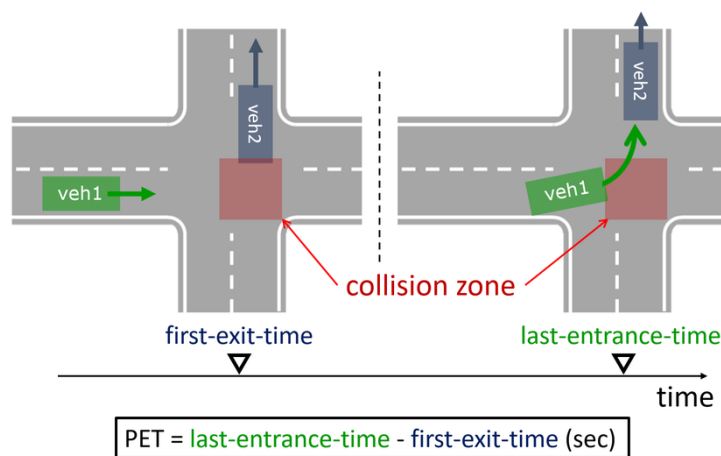 veh2
veh1
veh2
veh1
collision zone
first-exit-time
last-entrance-time
time
PET = last-entrance-time - first-exit-time (sec)